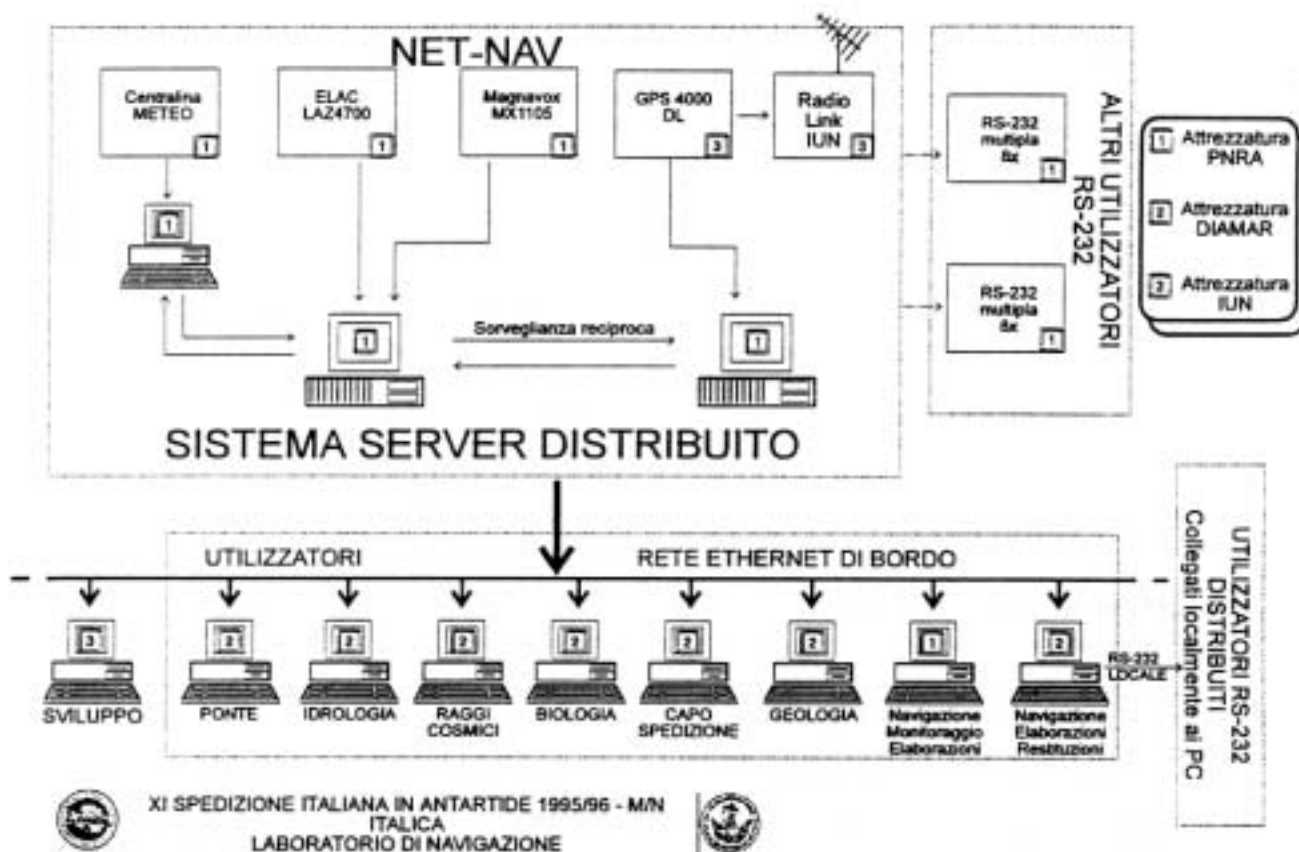 NET-NAV
Centralina
METEO
1
ELAC
LAZ4700
1
Magnavox
MX1105
1
GPS 4000
DL
3
Radio
Link
IUN
3
RS-232
multipla
8x
1
RS-232
multipla
8x
1
ALTRI UTILIZZATORI
RS-232
1 Attrezzatura
PNRA
2 Attrezzatura
DIAMAR
3 Attrezzatura
IUN
1
1
Sorveglianza reciproca
1
SISTEMA SERVER DISTRIBUITO
UTILIZZATORI
RETE ETHERNET DI BORDO
3
SVILUPPO
2
PONTE
2
IDROLOGIA
2
RAGGI
COSMICI
2
BIOLOGIA
2
CAPO
SPEDIZIONE
2
GEOLOGIA
1
Navigazione
Monitoraggio
Elaborazioni
2
Navigazione
Elaborazioni
Restituzioni
RS-232
LOCALE
UTILIZZATORI RS-232
DISTRIBUITI
Collegati localmente ai PC
XI SPEDIZIONE ITALIANA IN ANTARTIDE 1995/96 - M/N
ITALICA
LABORATORIO DI NAVIGAZIONE